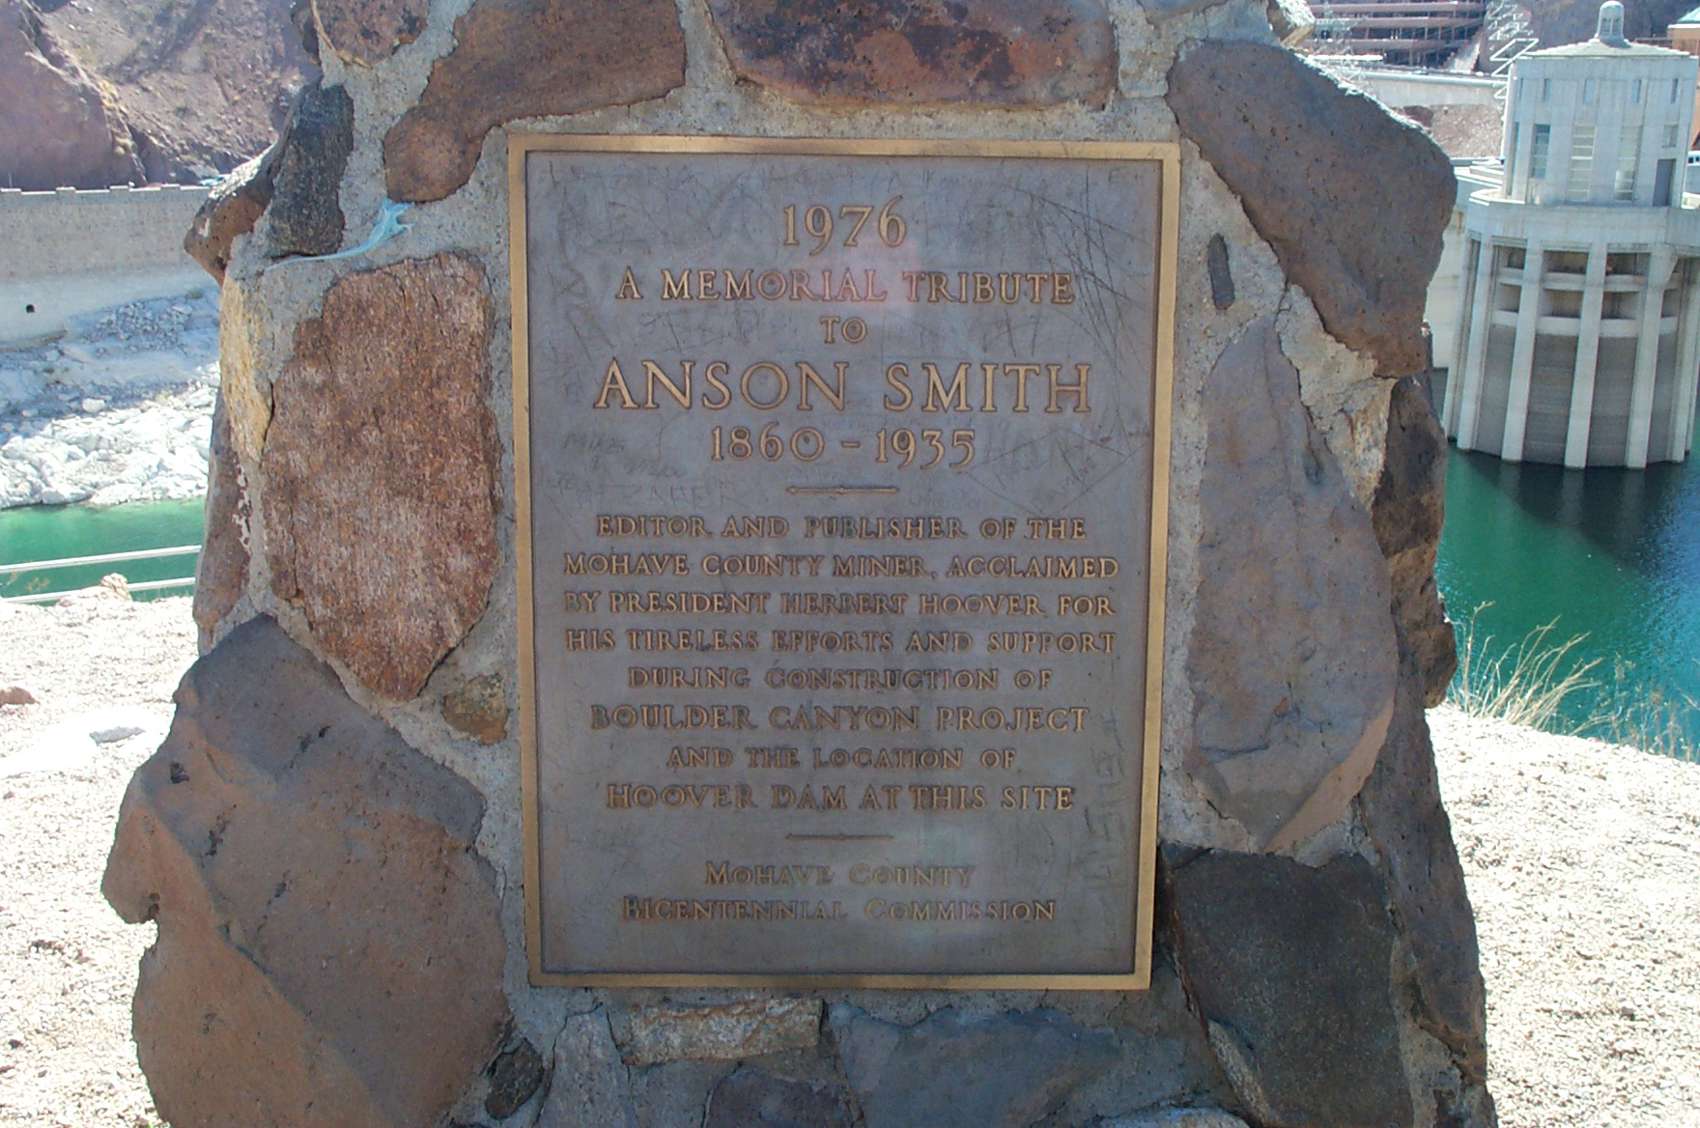 1976
A MEMORIAL TRIBUTE
TO
ANSON SMITH
1860 - 1935
EDITOR AND PUBLISHER OF THE
MOHAVE COUNTY MINER, ACCLAIMED
BY PRESIDENT HERBERT HOOVER FOR
HIS TIRELESS EFFORTS AND SUPPORT
DURING CONSTRUCTION OF
BOULDER CANYON PROJECT
AND THE LOCATION OF
HOOVER DAM AT THIS SITE
MOHAVE COUNTY
BICENTENNIAL COMMISSION